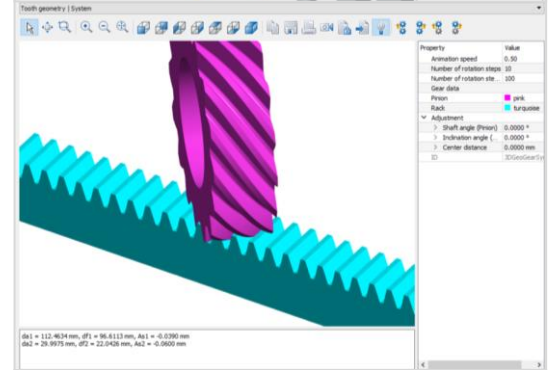 Tooth geometry | System
Property Value
Animation speed 0.50
Number of rotation steps 10
Number of rotation ste... 100
Gear data
Pinion pink
Rack turquoise
Adjustment
Shaft angle (Pinion) 0.0000 °
Inclination angle (... 0.0000 °
Center distance 0.0000 mm
ID 3DGeoGearSy
da1 = 112.4634 mm, df1 = 96.6113 mm, As1 = -0.0390 mm
da2 = 29.9975 mm, df2 = 22.0426 mm, As2 = -0.0600 mm